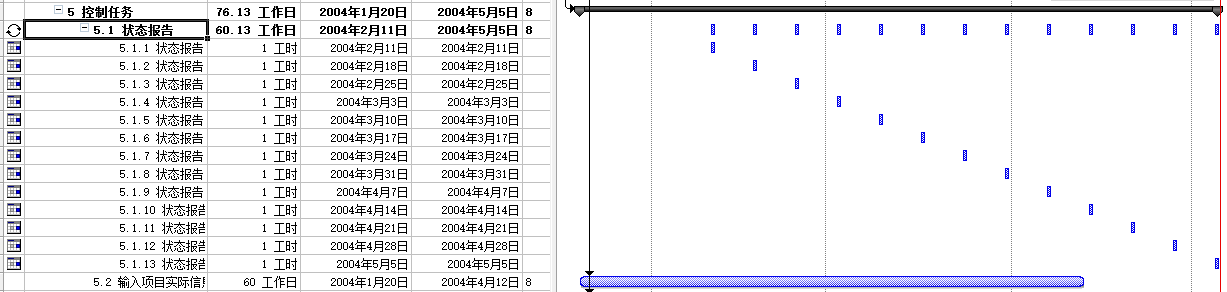 5 控制任务 76.13 工作日 2004年1月20日 2004年5月5日 8
5.1 状态报告 60.13 工作日 2004年2月11日 2004年5月5日 8
5.1.1 状态报告 1 工时 2004年2月11日 2004年2月11日
5.1.2 状态报告 1 工时 2004年2月18日 2004年2月18日
5.1.3 状态报告 1 工时 2004年2月25日 2004年2月25日
5.1.4 状态报告 1 工时 2004年3月3日 2004年3月3日
5.1.5 状态报告 1 工时 2004年3月10日 2004年3月10日
5.1.6 状态报告 1 工时 2004年3月17日 2004年3月17日
5.1.7 状态报告 1 工时 2004年3月24日 2004年3月24日
5.1.8 状态报告 1 工时 2004年3月31日 2004年3月31日
5.1.9 状态报告 1 工时 2004年4月7日 2004年4月7日
5.1.10 状态报告 1 工时 2004年4月14日 2004年4月14日
5.1.11 状态报告 1 工时 2004年4月21日 2004年4月21日
5.1.12 状态报告 1 工时 2004年4月28日 2004年4月28日
5.1.13 状态报告 1 工时 2004年5月5日 2004年5月5日
5.2 输入项目实际信息 60 工作日 2004年1月20日 2004年4月12日 8